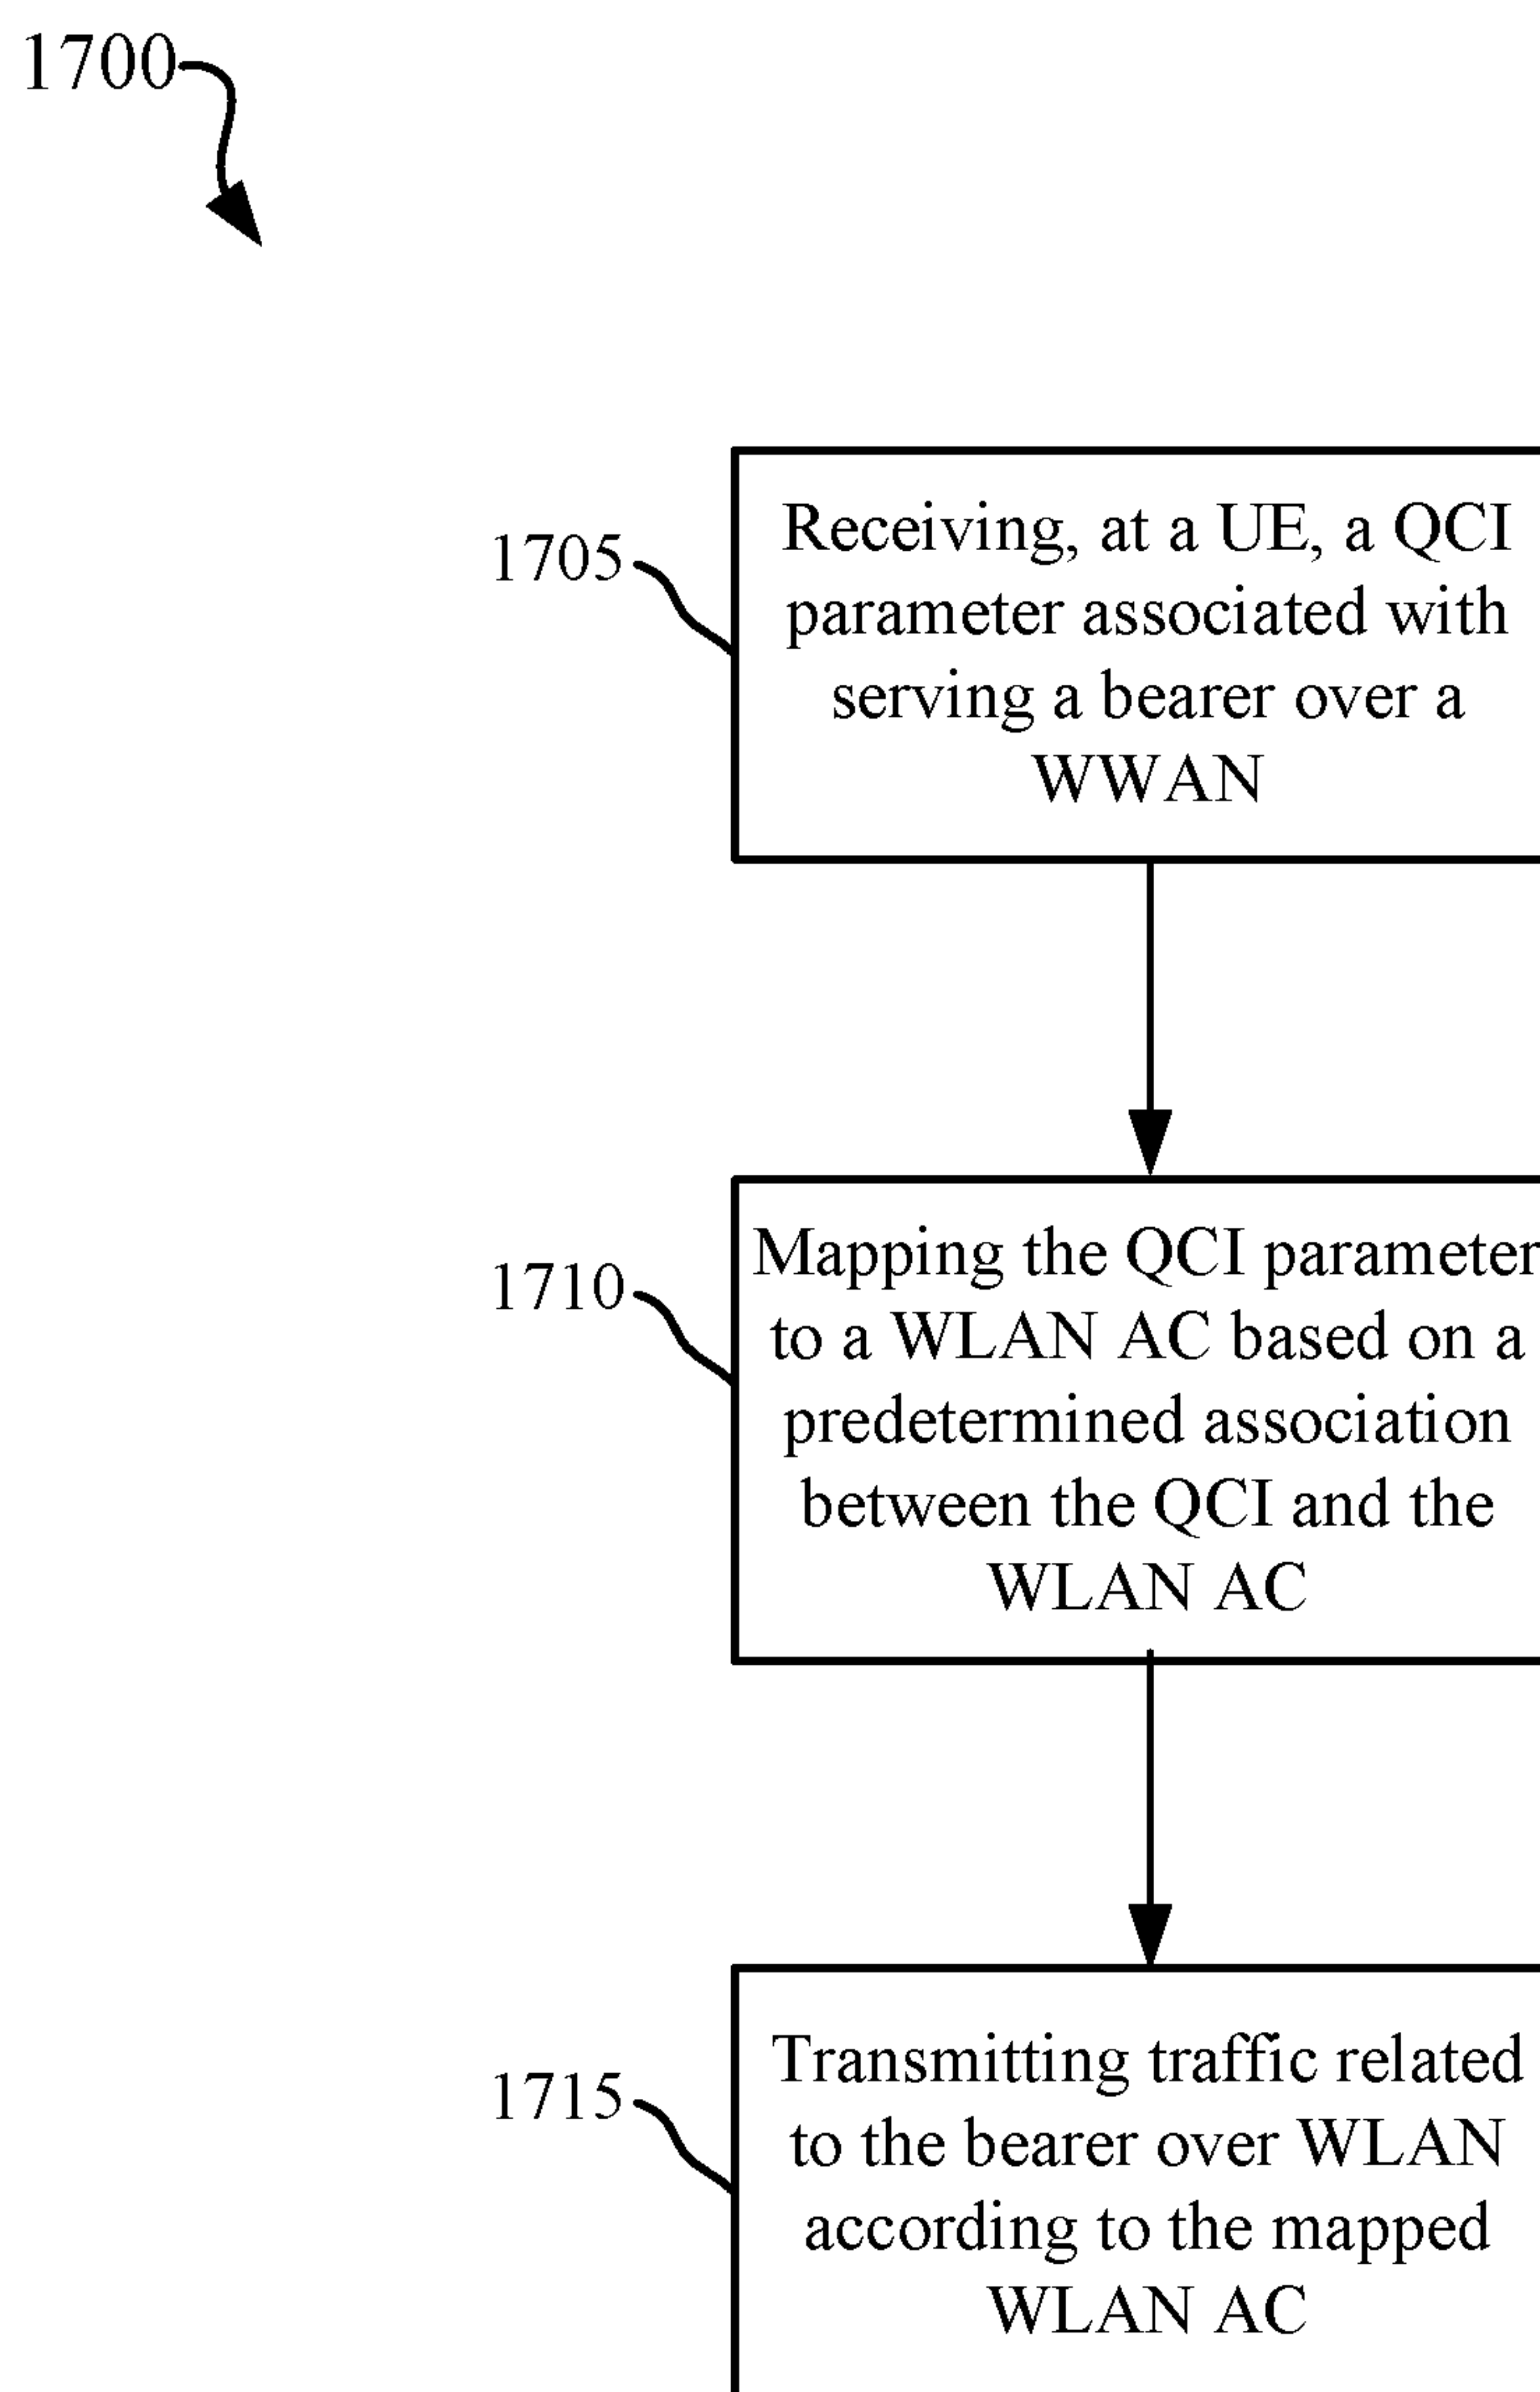 1700
1705
Receiving, at a UE, a QCI
parameter associated with
serving a bearer over a
WWAN
1710
Mapping the QCI parameter
to a WLAN AC based on a
predetermined association
between the QCI and the
WLAN AC
1715
Transmitting traffic related
to the bearer over WLAN
according to the mapped
WLAN AC